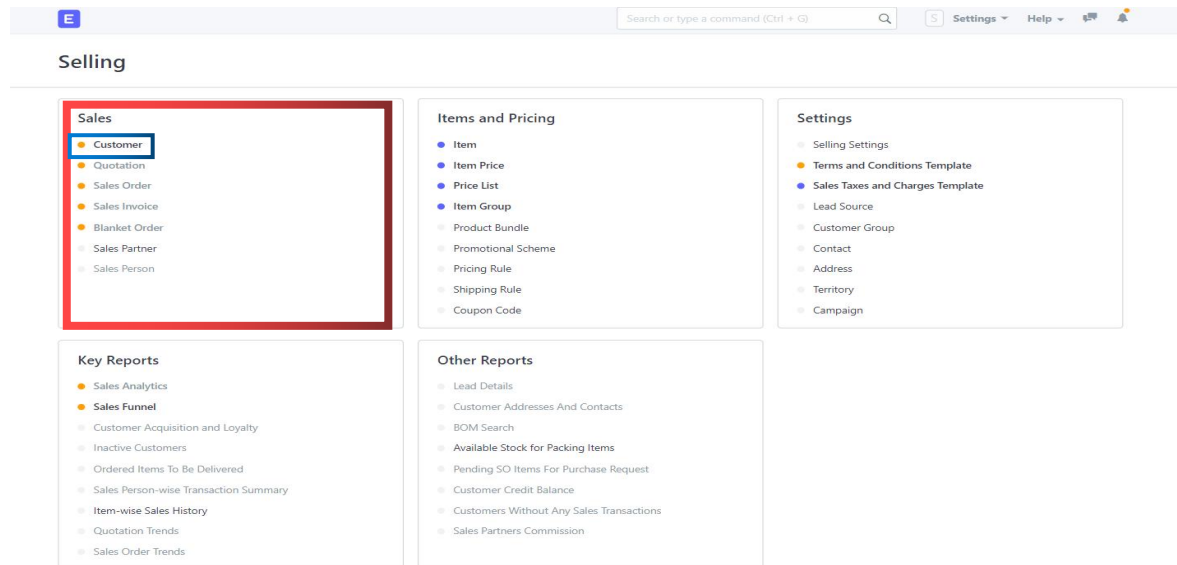 E
Search or type a command (Ctrl + G)
S Settings Help
Selling
Sales
Customer
Quotation
Sales Order
Sales Invoice
Blanket Order
Sales Partner
Sales Person
Items and Pricing
Item
Item Price
Price List
Item Group
Product Bundle
Promotional Scheme
Pricing Rule
Shipping Rule
Coupon Code
Settings
Selling Settings
Terms and Conditions Template
Sales Taxes and Charges Template
Lead Source
Customer Group
Contact
Address
Territory
Campaign
Key Reports
Sales Analytics
Sales Funnel
Customer Acquisition and Loyalty
Inactive Customers
Ordered Items To Be Delivered
Sales Person-wise Transaction Summary
Item-wise Sales History
Quotation Trends
Sales Order Trends
Other Reports
Lead Details
Customer Addresses And Contacts
BOM Search
Available Stock for Packing Items
Pending SO Items For Purchase Request
Customer Credit Balance
Customers Without Any Sales Transactions
Sales Partners Commission